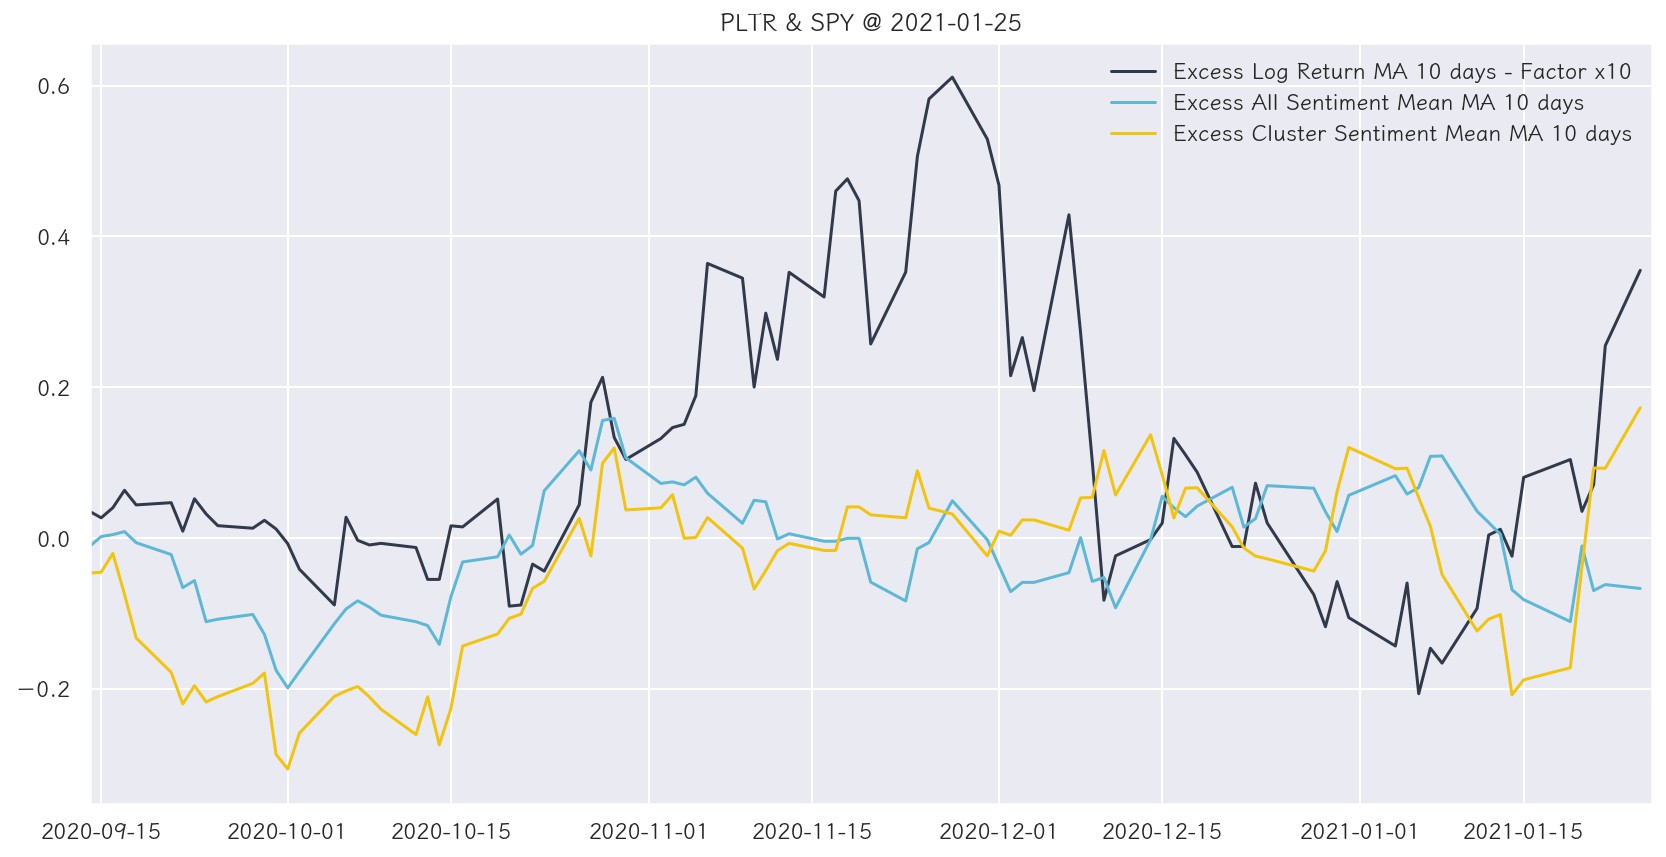 PLTR & SPY @ 2021-01-25
Excess Log Return MA 10 days - Factor x10
Excess All Sentiment Mean MA 10 days
Excess Cluster Sentiment Mean MA 10 days
0.6
0.4
0.2
0.0
−0.2
2020-09-15 2020-10-01 2020-10-15 2020-11-01 2020-11-15 2020-12-01 2020-12-15 2021-01-01 2021-01-15